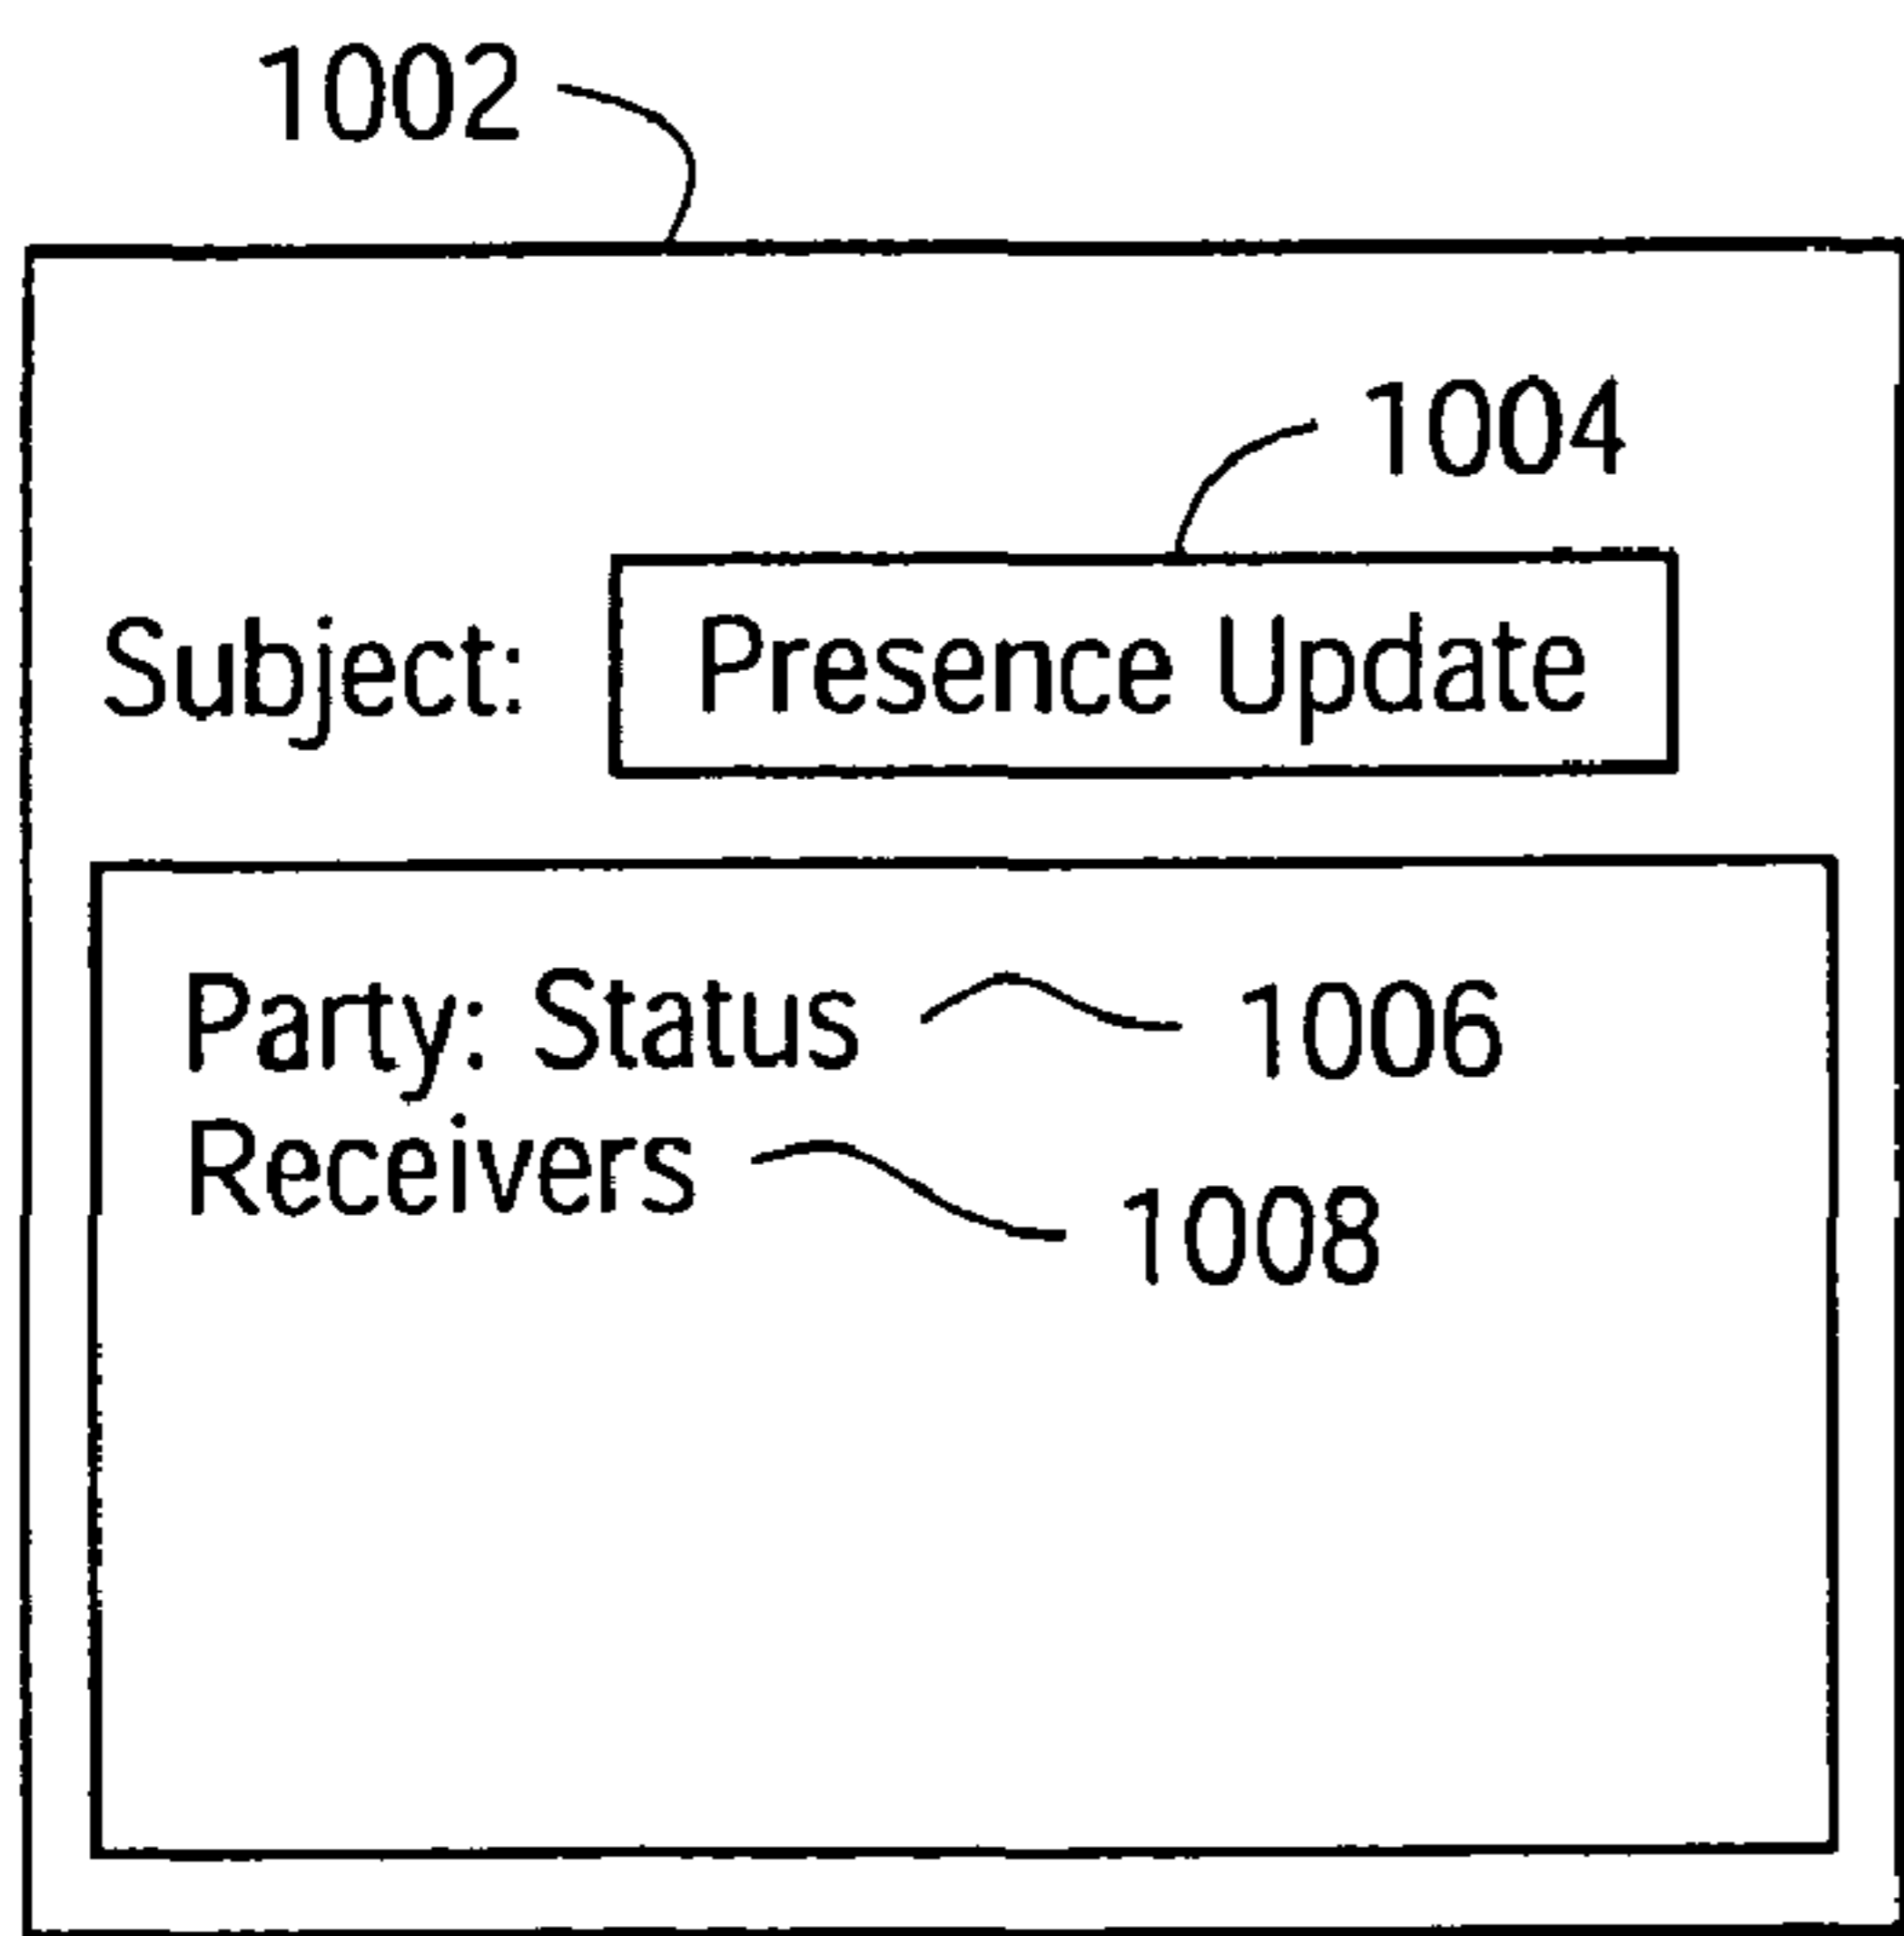 1002
1004
Subject: Presence Update
Party: Status 1006
Receivers 1008